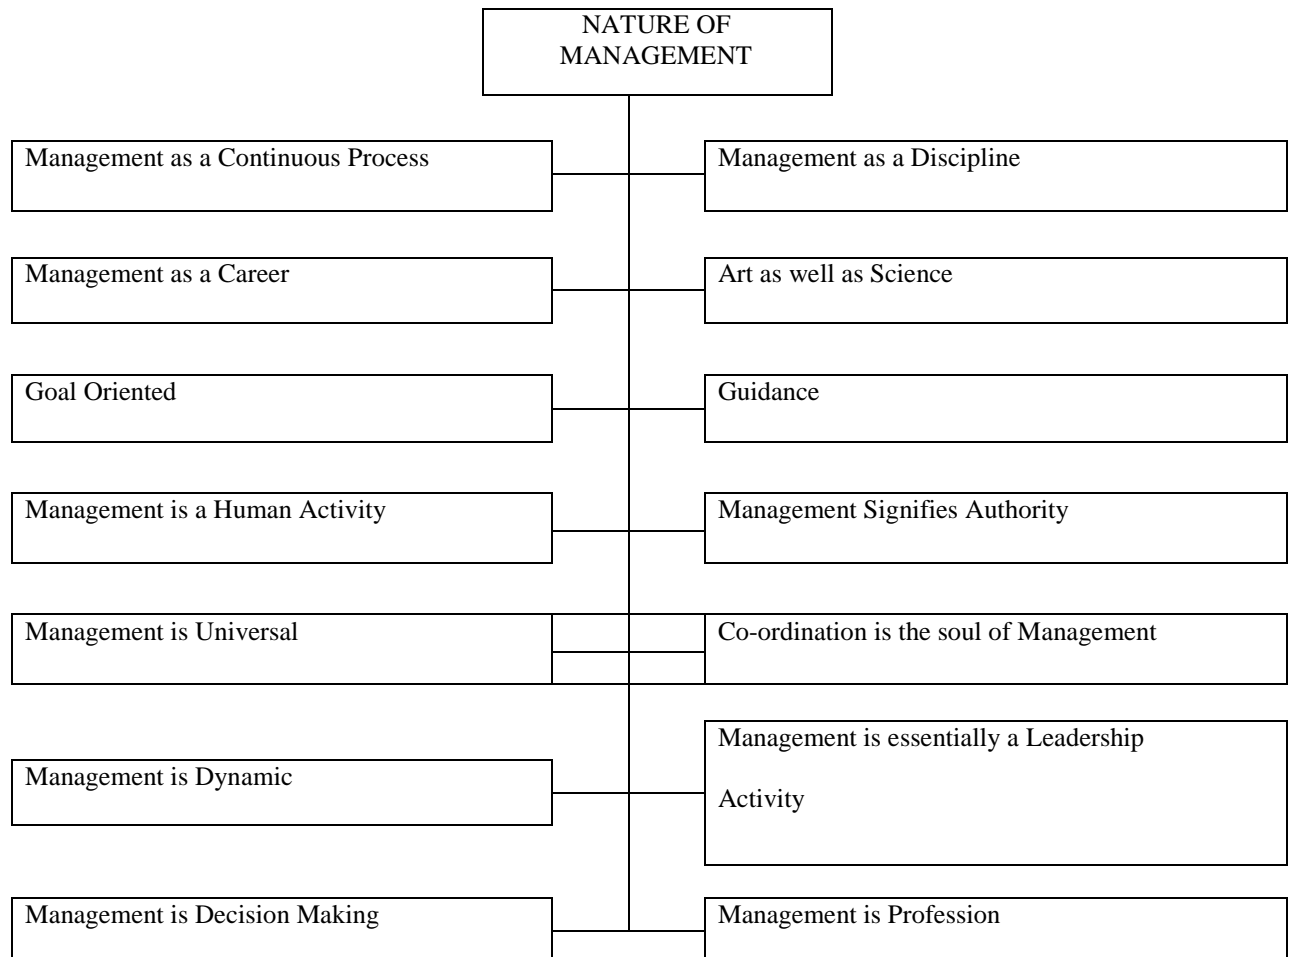 NATURE OF
MANAGEMENT
Management as a Continuous Process
Management as a Discipline
Management as a Career
Art as well as Science
Goal Oriented
Guidance
Management is a Human Activity
Management Signifies Authority
Management is Universal
Co-ordination is the soul of Management
Management is Dynamic
Management is essentially a Leadership
Activity
Management is Decision Making
Management is Profession